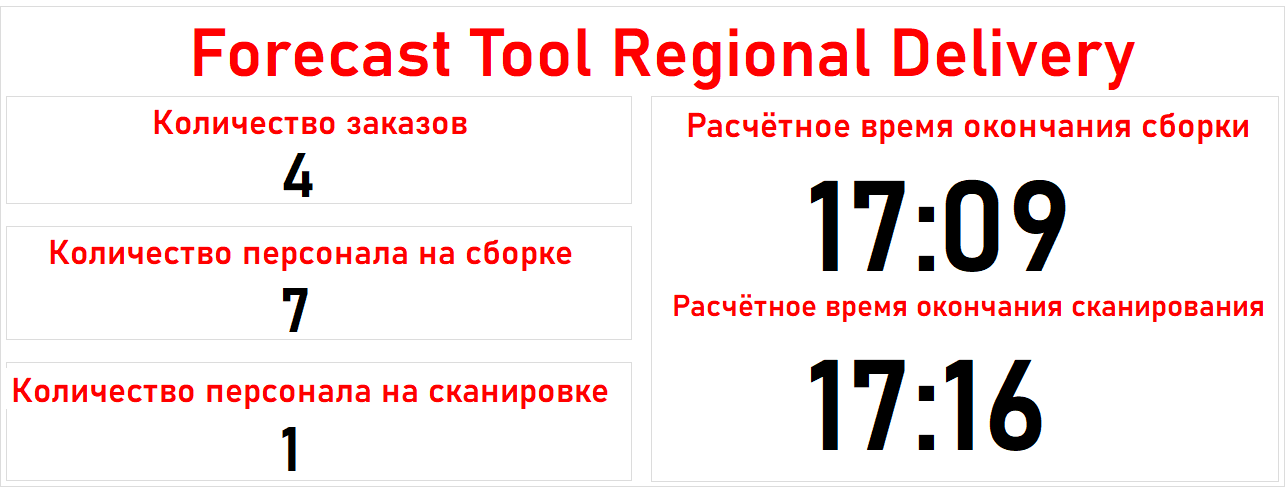 Forecast Tool Regional Delivery
Количество заказов
4
Количество персонала на сборке
7
Количество персонала на сканировке
1
Расчётное время окончания сборки
17:09
Расчётное время окончания сканирования
17:16